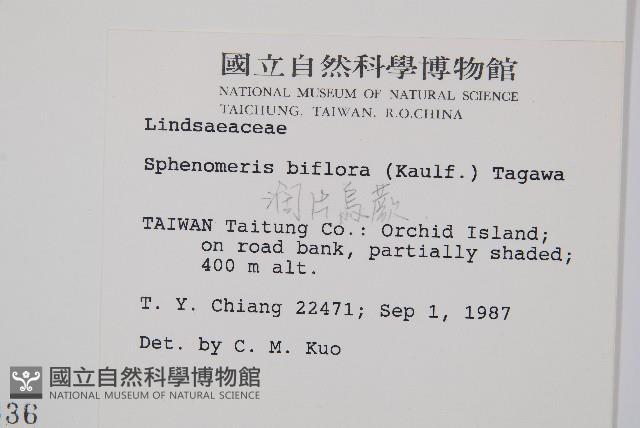 國立自然科學博物館
NATIONAL MUSEUM OF NATURAL SCIENCE
TAICHUNG, TAIWAN, R.O.CHINA
Lindsaeaceae
Sphenomeris biflora (Kaulf.) Tagawa
濶片烏蕨
TAIWAN Taitung Co.: Orchid Island;
on road bank, partially shaded;
400 m alt.
T. Y. Chiang 22471; Sep 1, 1987
Det. by C. M. Kuo
國立自然科學博物館
NATIONAL MUSEUM OF NATURAL SCIENCE
36